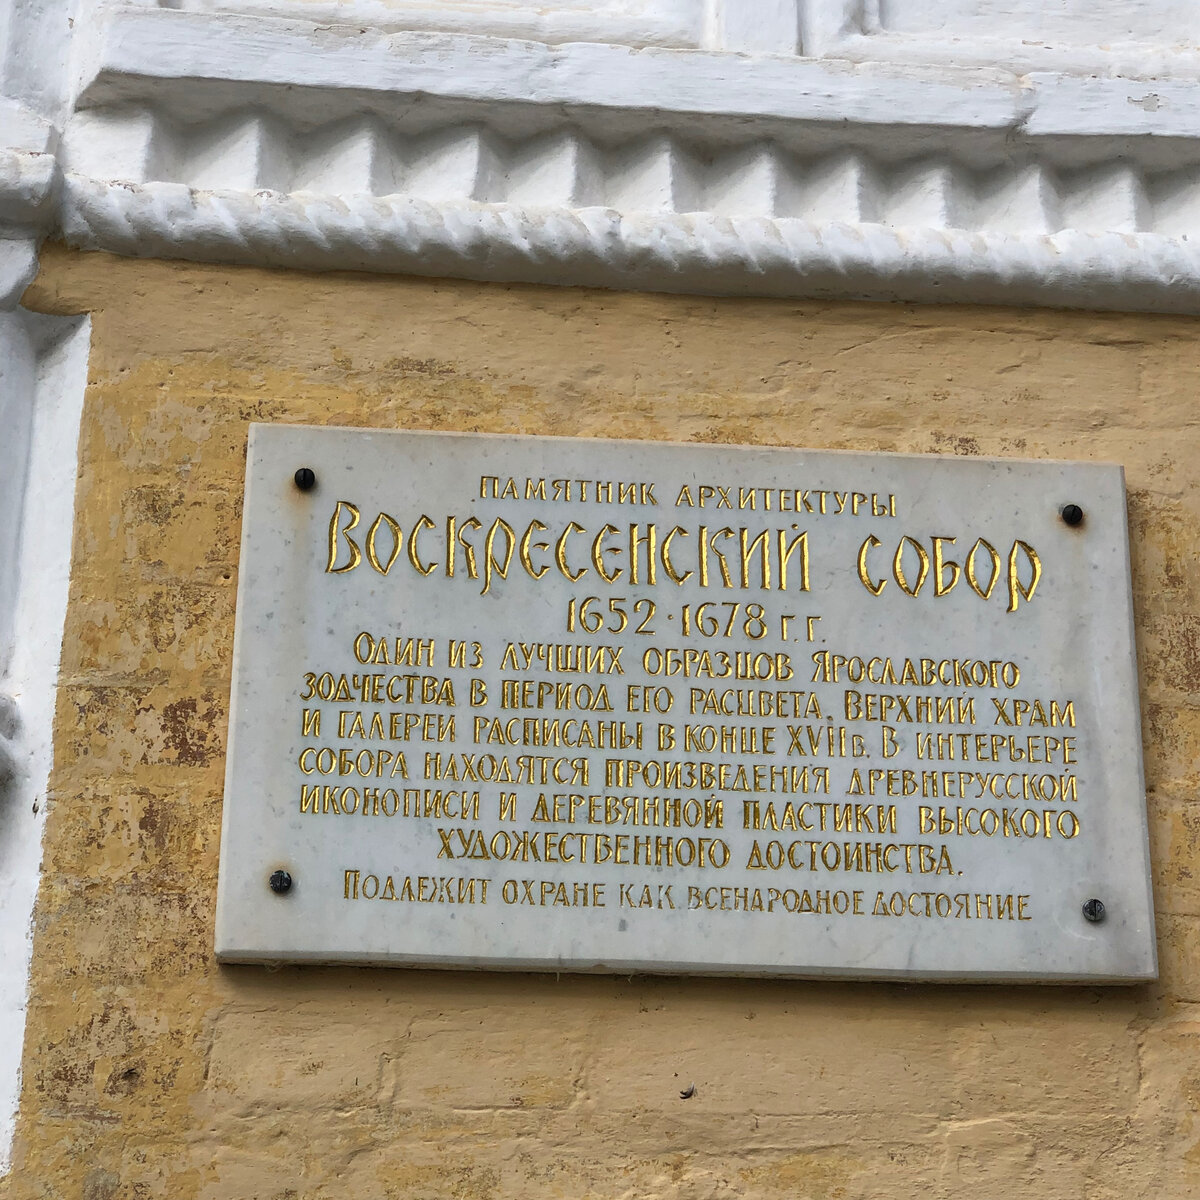 ПАМЯТНИК АРХИТЕКТУРЫ
ВОСКРЕСЕНСКИЙ СОБОР
1652-1678 Г.Г.
ОДИН ИЗ ЛУЧШИХ ОБРАЗЦОВ ЯРОСЛАВСКОГО
ЗОДЧЕСТВА В ПЕРИОД ЕГО РАСЦВЕТА. ВЕРХНИЙ ХРАМ
И ГАЛЕРЕИ РАСПИСАНЫ В КОНЦЕ XVII В. В ИНТЕРЬЕРЕ
СОБОРА НАХОДЯТСЯ ПРОИЗВЕДЕНИЯ ДРЕВНЕРУССКОЙ
ИКОНОПИСИ И ДЕРЕВЯННОЙ ПЛАСТИКИ ВЫСОКОГО
ХУДОЖЕСТВЕННОГО ДОСТОИНСТВА.
ПОДЛЕЖИТ ОХРАНЕ КАК ВСЕНАРОДНОЕ ДОСТОЯНИЕ